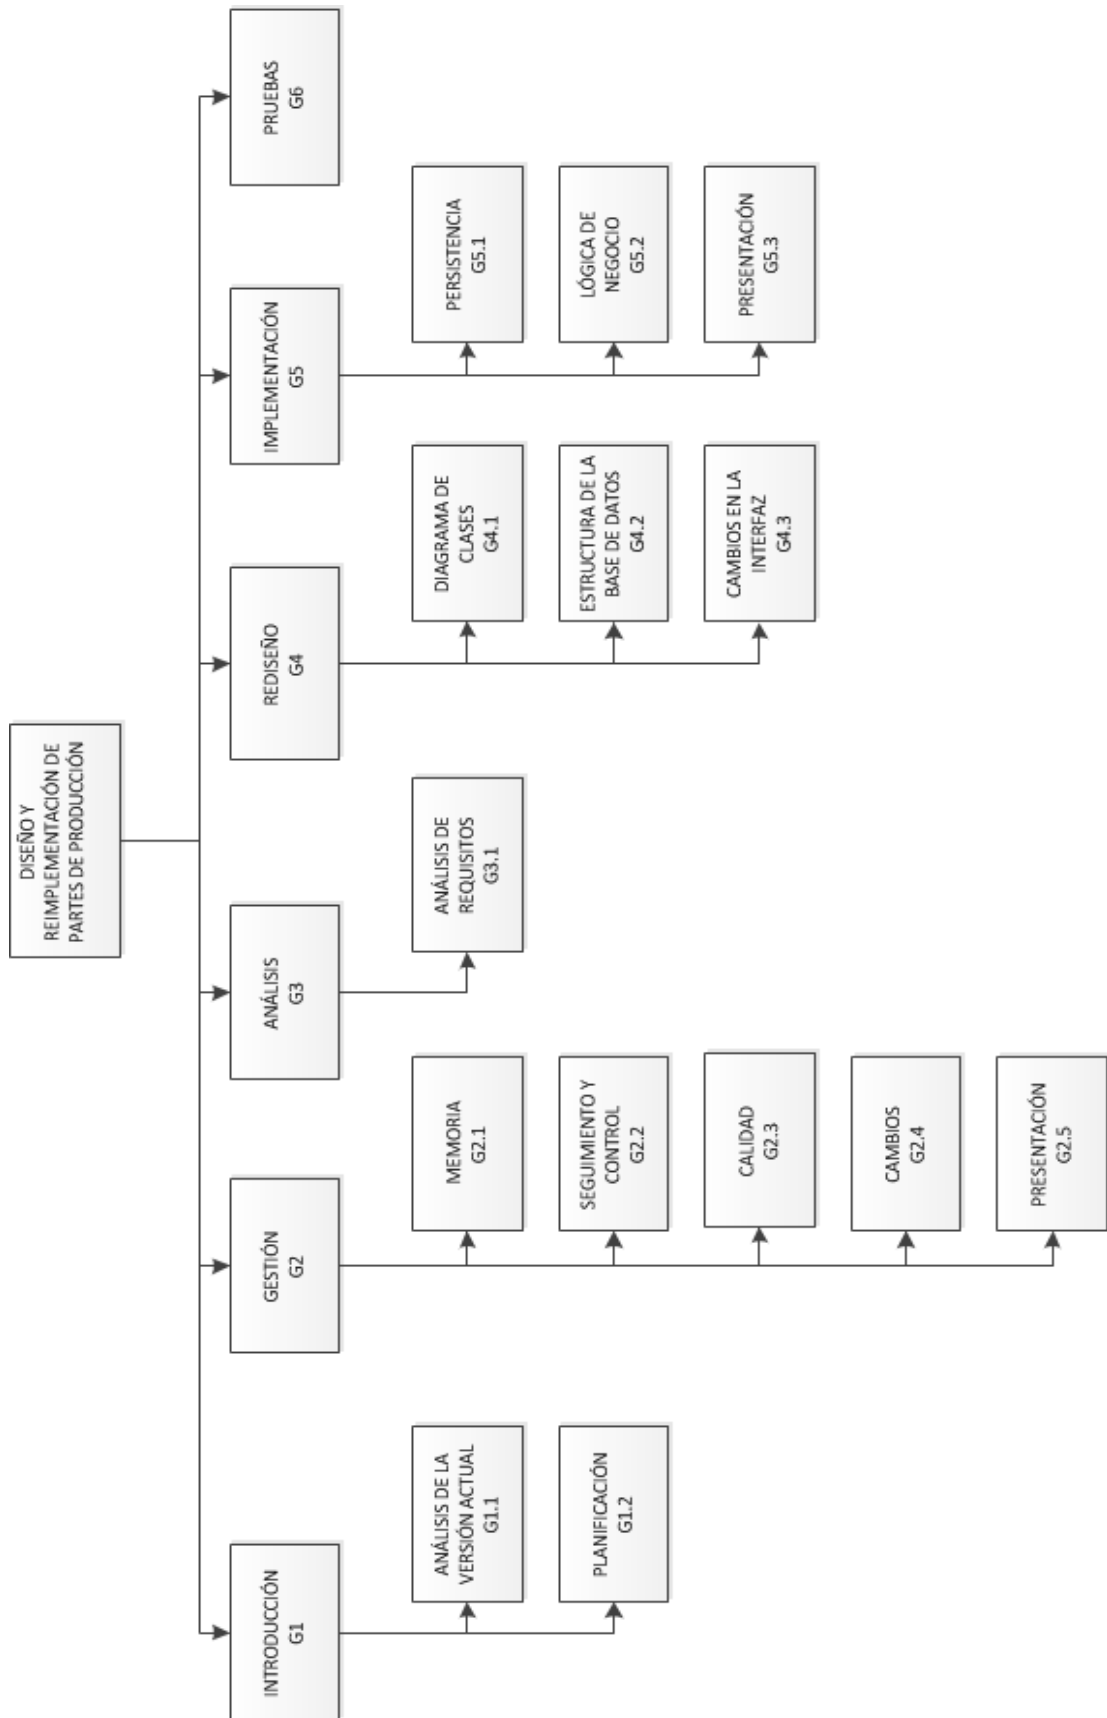 DISEÑO Y
REIMPLEMENTACIÓN DE
PARTES DE PRODUCCIÓN
INTRODUCCIÓN
G1
GESTIÓN
G2
ANÁLISIS
G3
REDISEÑO
G4
IMPLEMENTACIÓN
G5
PRUEBAS
G6
ANÁLISIS DE LA
VERSIÓN ACTUAL
G1.1
PLANIFICACIÓN
G1.2
MEMORIA
G2.1
SEGUIMIENTO Y
CONTROL
G2.2
CALIDAD
G2.3
CAMBIOS
G2.4
PRESENTACIÓN
G2.5
ANÁLISIS DE
REQUISITOS
G3.1
DIAGRAMA DE
CLASES
G4.1
ESTRUCTURA DE LA
BASE DE DATOS
G4.2
CAMBIOS EN LA
INTERFAZ
G4.3
PERSISTENCIA
G5.1
LÓGICA DE
NEGOCIO
G5.2
PRESENTACIÓN
G5.3